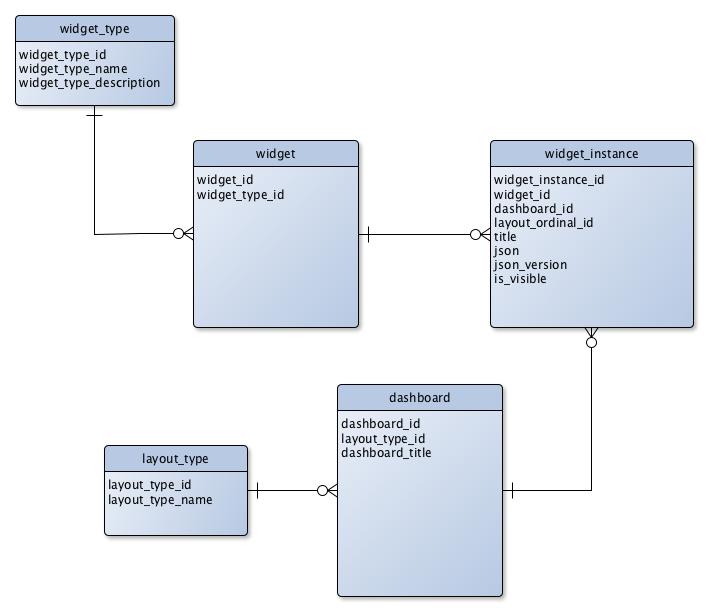 widget_type
widget_type_id
widget_type_name
widget_type_description
widget
widget_id
widget_type_id
widget_instance
widget_instance_id
widget_id
dashboard_id
layout_ordinal_id
title
json
json_version
is_visible
dashboard
dashboard_id
layout_type_id
dashboard_title
layout_type
layout_type_id
layout_type_name